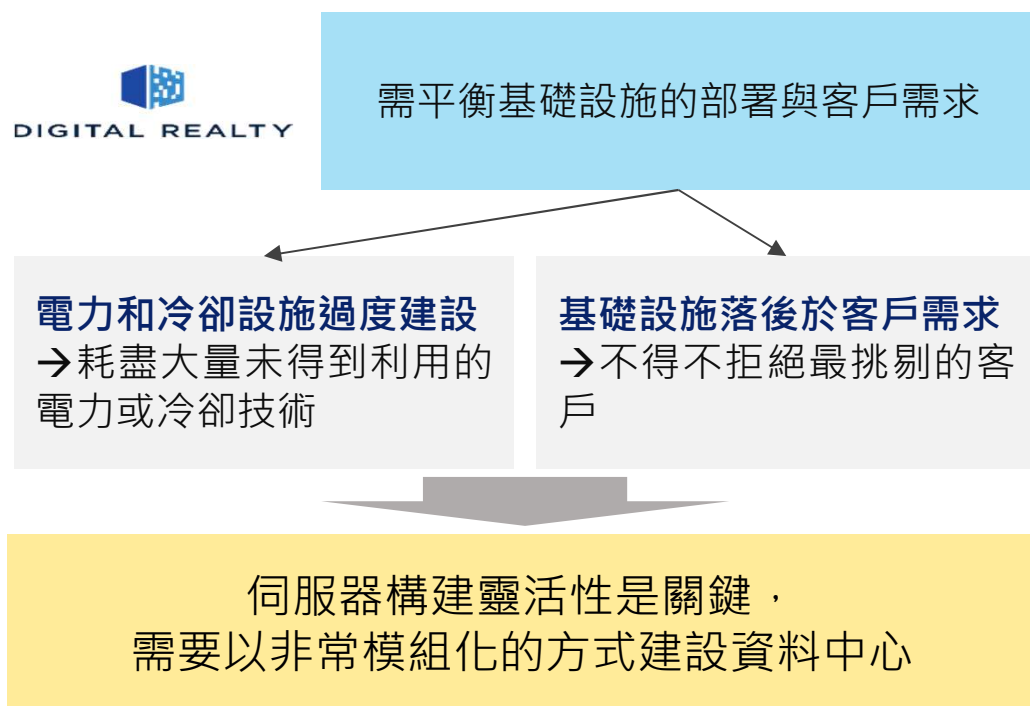 DIGITAL REALTY
需平衡基礎設施的部署與客戶需求
電力和冷卻設施過度建設
→耗盡大量未得到利用的
電力或冷卻技術
基礎設施落後於客戶需求
→不得不拒絕最挑剔的客
戶
伺服器構建靈活性是關鍵，
需要以非常模組化的方式建設資料中心